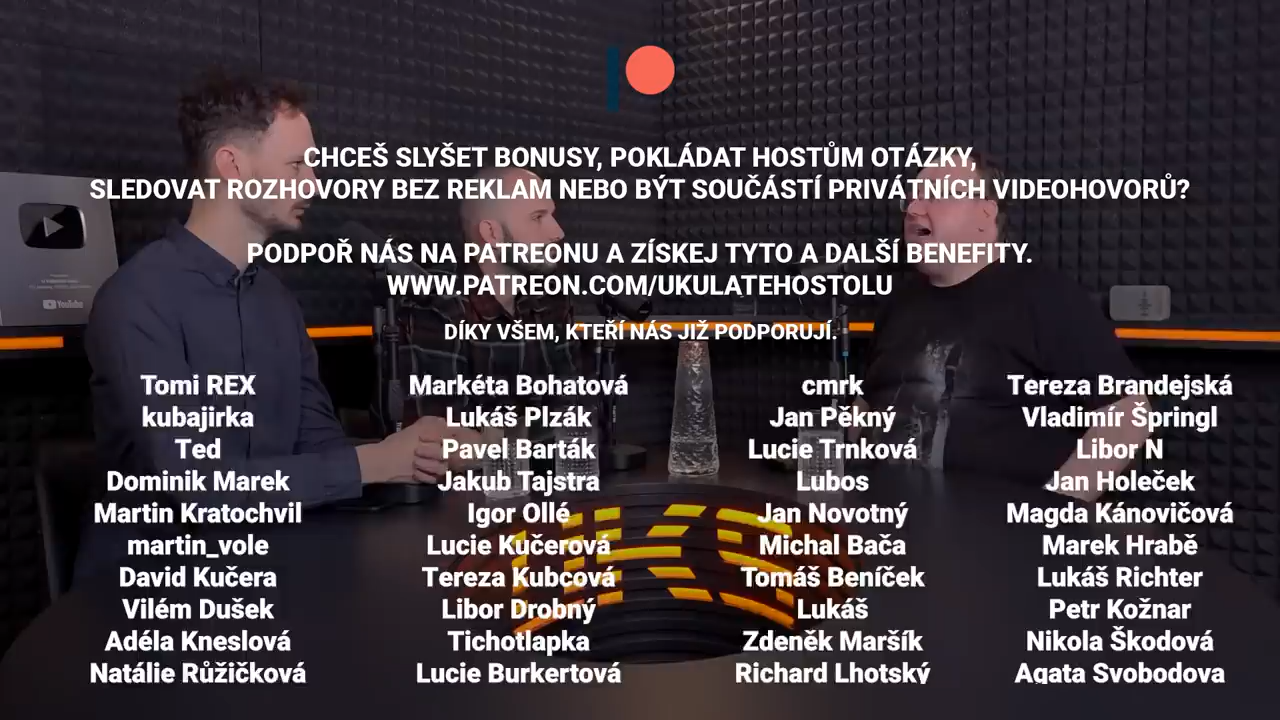 CHCEŠ SLYŠET BONUSY, POKLÁDAT HOSTŮM OTÁZKY,
SLEDOVAT ROZHOVORY BEZ REKLAM NEBO BÝT SOUČÁSTÍ PRIVÁTNÍCH VIDEOHOVORŮ?
PODPOŘ NÁS NA PATREONU A ZÍSKEJ TYTO A DALŠÍ BENEFITY.
WWW.PATREON.COM/UKULATEHOSTOLU
DÍKY VŠEM, KTEŘÍ NÁS JIŽ PODPORUJÍ.
Tomi REX
kubajirka
Ted
Dominik Marek
Martin Kratochvil
martin_vole
David Kučera
Vilém Dušek
Adéla Kneslová
Natálie Růžičková
Markéta Bohatová
Lukáš Plzák
Pavel Barták
Jakub Tajstra
Igor Ollé
Lucie Kučerová
Tereza Kubcová
Libor Drobný
Tichotlapka
Lucie Burkertová
cmrk
Jan Pěkný
Lucie Trnková
Lubos
Jan Novotný
Michal Bača
Tomáš Beníček
Lukáš
Zdeněk Maršík
Richard Lhotský
Tereza Brandejská
Vladimír Špringl
Libor N
Jan Holeček
Magda Kánovičová
Marek Hrabě
Lukáš Richter
Petr Kožnar
Nikola Škodová
Agata Svobodova
YouTube
UKS